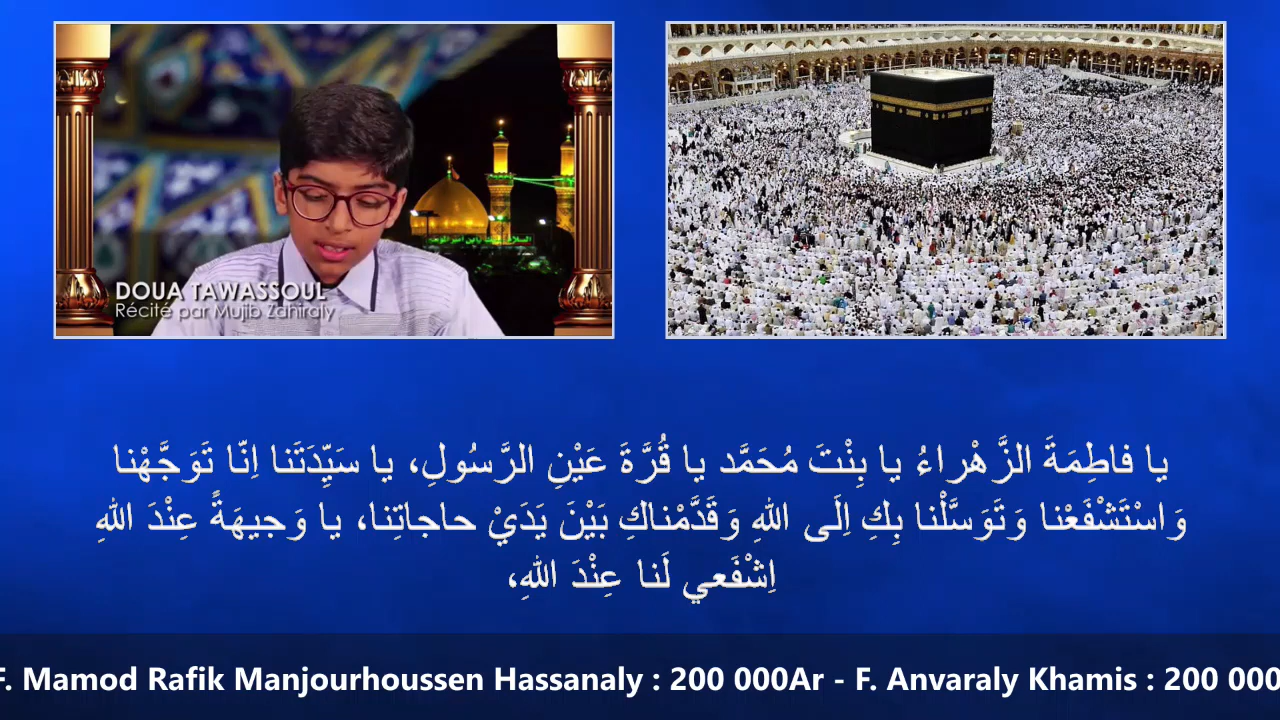 DOUA TAWASSOUL
Récité par Mujib Zahiraly
يا فاطِمَةَ الزَّهْراءُ يا بِنْتَ مُحَمَّد يا قُرَّةَ عَيْنِ الرَّسُولِ، يا سَيِّدَتَنا اِنّا تَوَجَّهْنا
وَاسْتَشْفَعْنا وَتَوَسَّلْنا بِكِ اِلَى اللهِ وَقَدَّمْناكِ بَيْنَ يَدَيْ حاجاتِنا، يا وَجيهَةً عِنْدَ اللهِ
اِشْفَعي لَنا عِنْدَ اللهِ،
F. Mamod Rafik Manjourhoussen Hassanaly : 200 000Ar - F. Anvaraly Khamis : 200 000